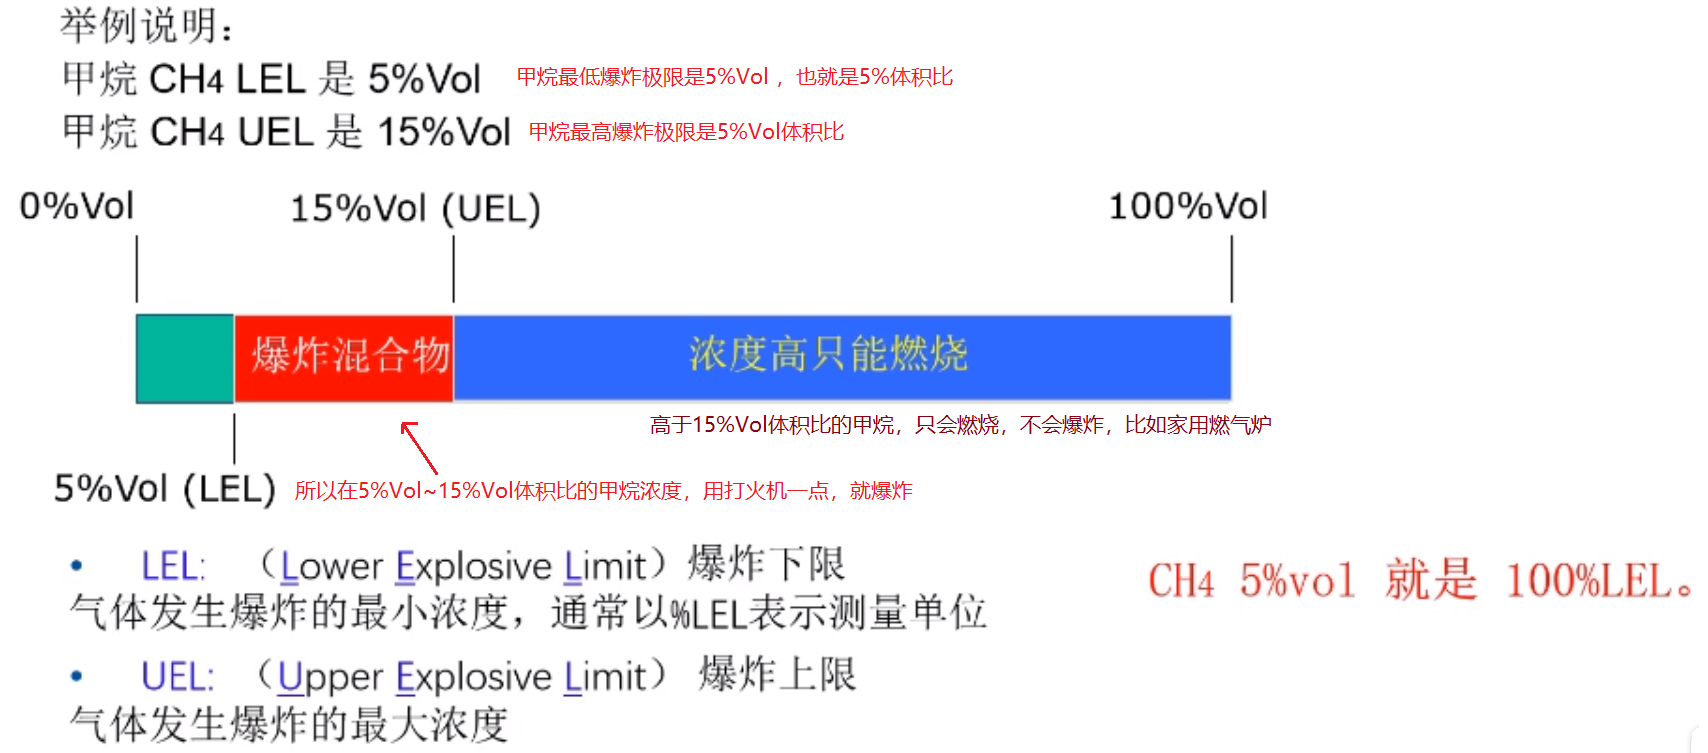 举例说明：
甲烷 CH4 LEL 是 5%Vol 甲烷最低爆炸极限是5%Vol ，也就是5%体积比
甲烷 CH4 UEL 是 15%Vol 甲烷最高爆炸极限是5%Vol体积比
0%Vol 15%Vol (UEL) 100%Vol
爆炸混合物 浓度高只能燃烧
高于15%Vol体积比的甲烷，只会燃烧，不会爆炸，比如家用燃气炉
5%Vol (LEL) 所以在5%Vol~15%Vol体积比的甲烷浓度，用打火机一点，就爆炸
• LEL: （Lower Explosive Limit）爆炸下限
气体发生爆炸的最小浓度，通常以%LEL表示测量单位
CH4 5%vol 就是 100%LEL。
• UEL: （Upper Explosive Limit） 爆炸上限
气体发生爆炸的最大浓度